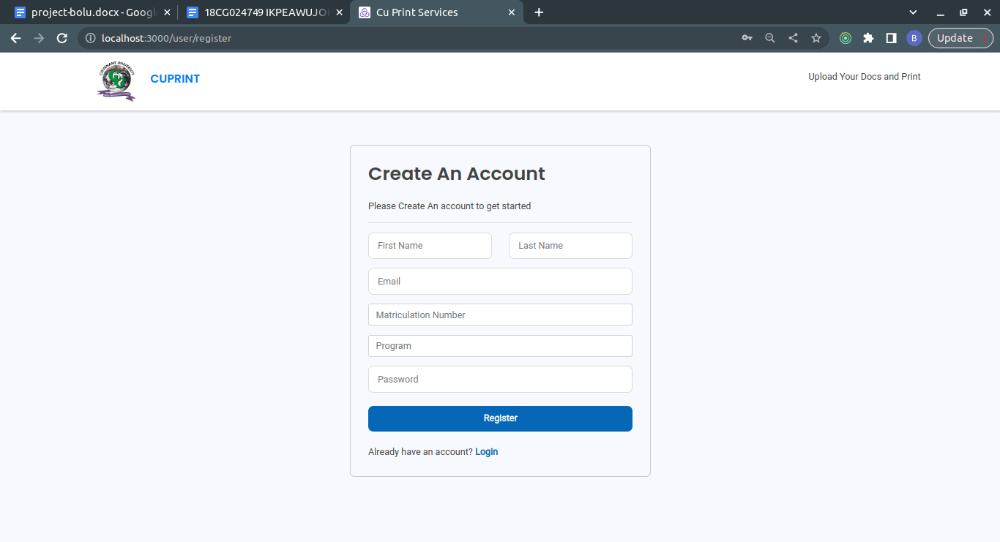 project-bolu.docx - Googl
18CG024749 IKPEAWUJO
Cu Print Services
localhost:3000/user/register
B
Update
COVENANT UNIVERSITY
CUPRINT
Upload Your Docs and Print
Create An Account
Please Create An account to get started
First Name
Last Name
Email
Matriculation Number
Program
Password
Register
Already have an account? Login